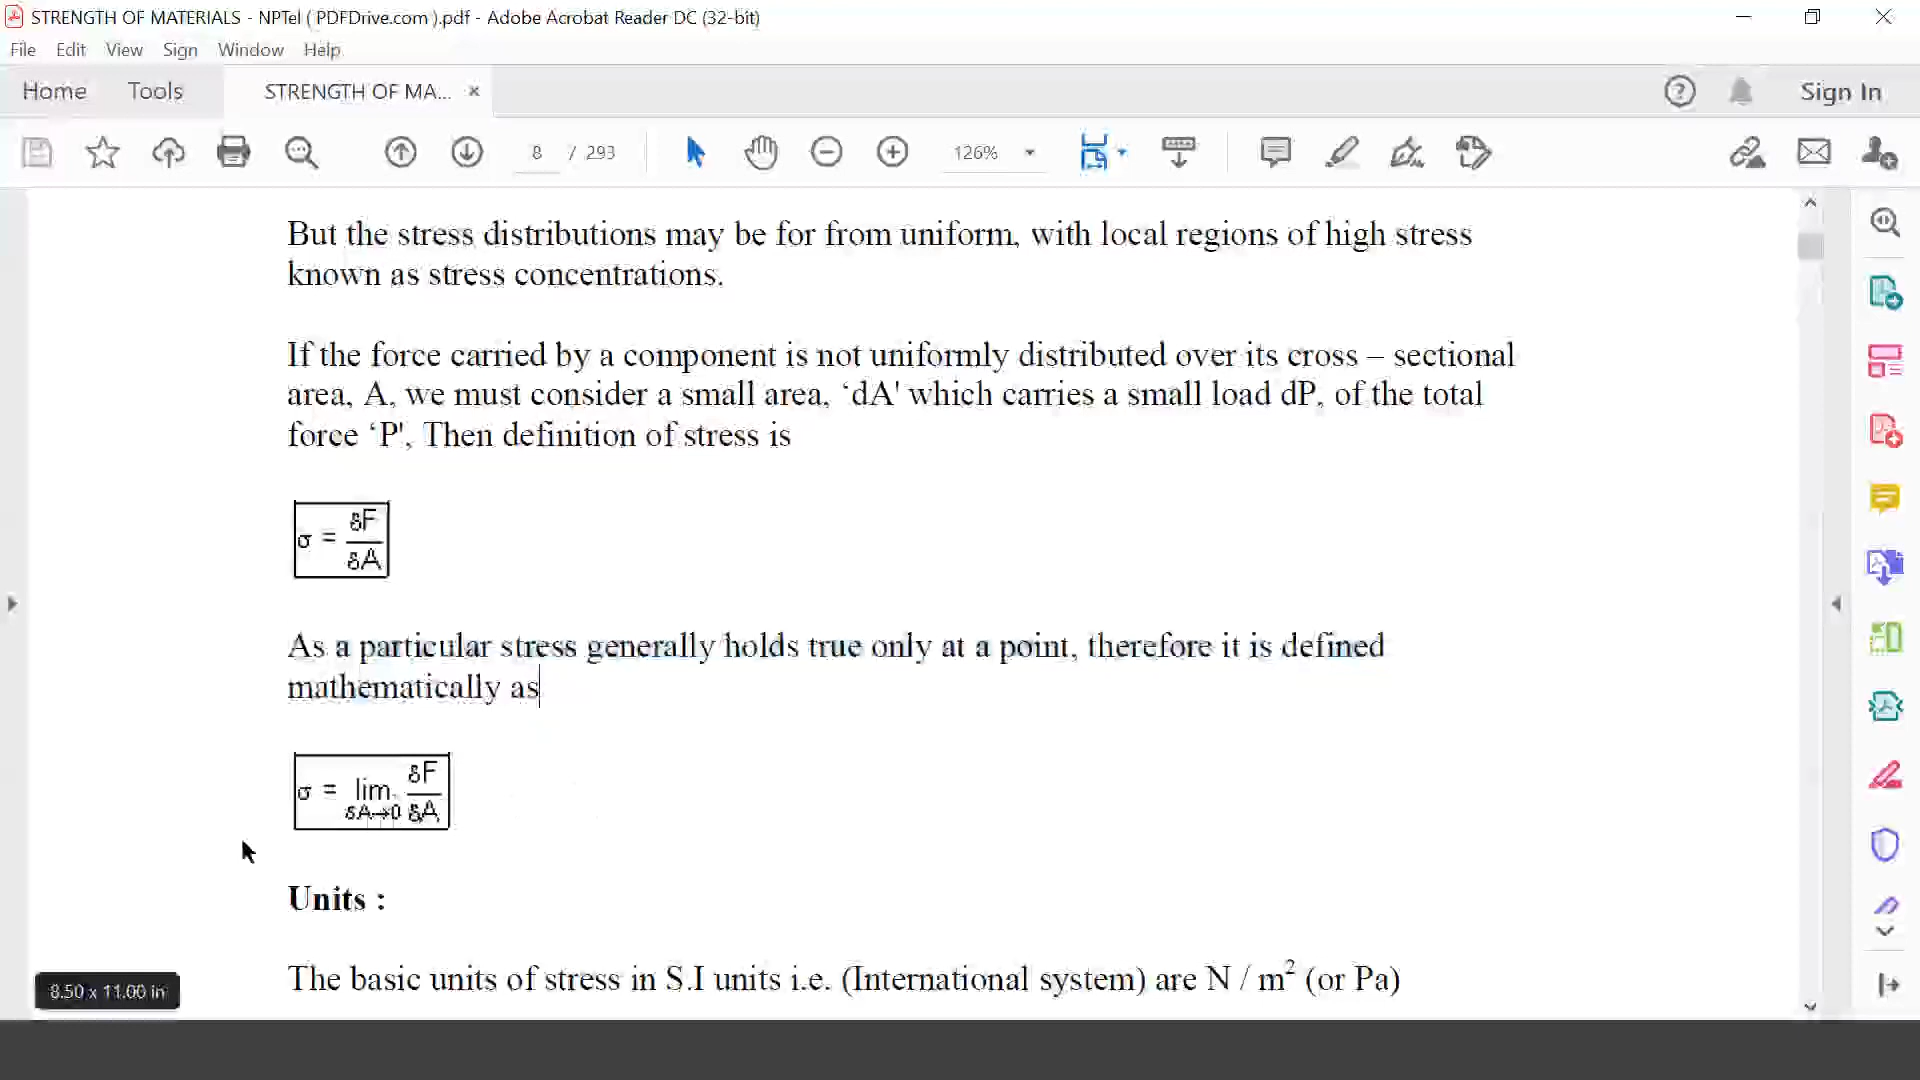 STRENGTH OF MATERIALS - NPTel ( PDFDrive.com ).pdf - Adobe Acrobat Reader DC (32-bit)
File Edit View Sign Window Help
Home Tools STRENGTH OF MA... ×
Sign In
8 / 293 126%
But the stress distributions may be for from uniform, with local regions of high stress
known as stress concentrations.
If the force carried by a component is not uniformly distributed over its cross – sectional
area, A, we must consider a small area, ‘dA' which carries a small load dP, of the total
force ‘P', Then definition of stress is
σ = δF / δA
As a particular stress generally holds true only at a point, therefore it is defined
mathematically as
σ = lim δA→0 δF / δA
Units :
The basic units of stress in S.I units i.e. (International system) are N / m² (or Pa)
8.50 x 11.00 in